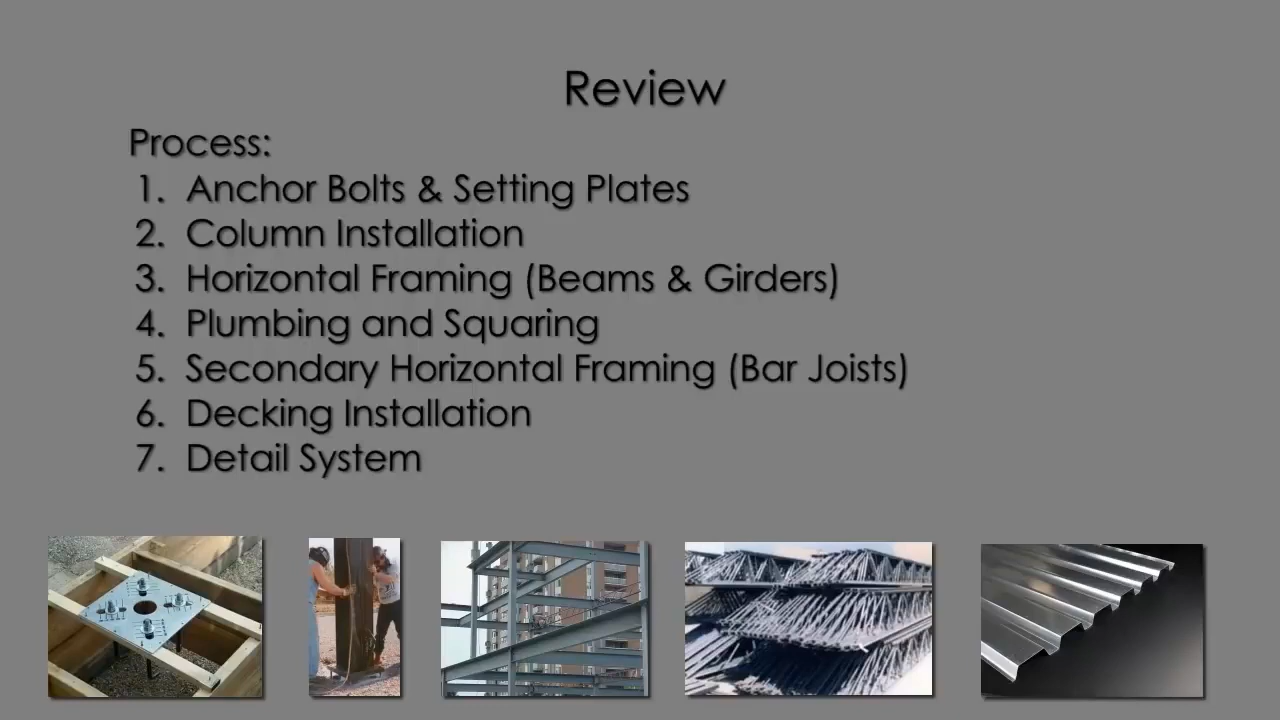 Review
Process:
1. Anchor Bolts & Setting Plates
2. Column Installation
3. Horizontal Framing (Beams & Girders)
4. Plumbing and Squaring
5. Secondary Horizontal Framing (Bar Joists)
6. Decking Installation
7. Detail System